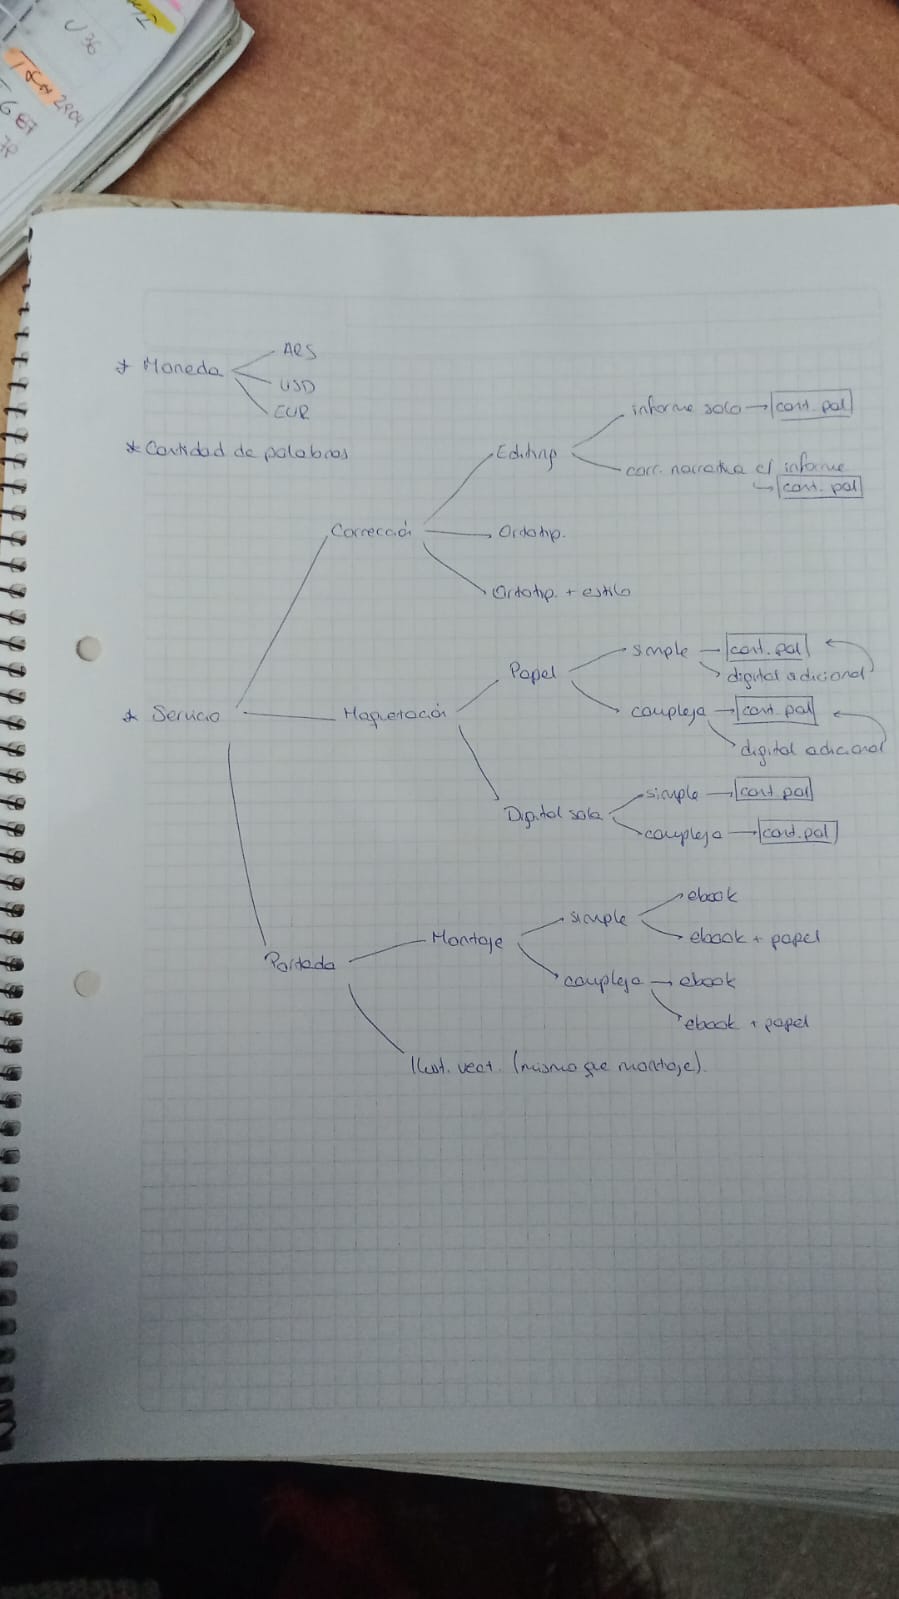 U 36
TCA 2904
* Moneda
ARS
USD
EUR
* Cantidad de palabras
* Servicio
Corrección
Editing
informe solo → cant. pal
corr. narrativa c/ informe
↳ cant. pal
Ortotip.
Ortotip. + estilo
Maquetación
Papel
simple → cant. pal
digital adicional
compleja → cant. pal
digital adicional
Digital sola
simple → cant. pal
compleja → cant. pal
Portada
Montaje
simple
ebook
ebook + papel
compleja → ebook
ebook + papel
Ilust. vect. (mismo que montaje).